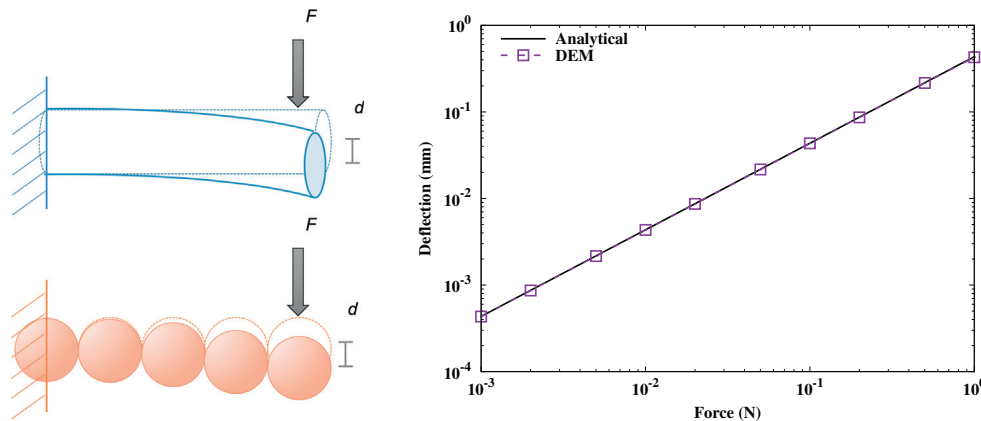 F
d
F
d
Analytical
DEM
10^0
10^-1
10^-2
10^-3
10^-4
Deflection (mm)
10^-3 10^-2 10^-1 10^0
Force (N)